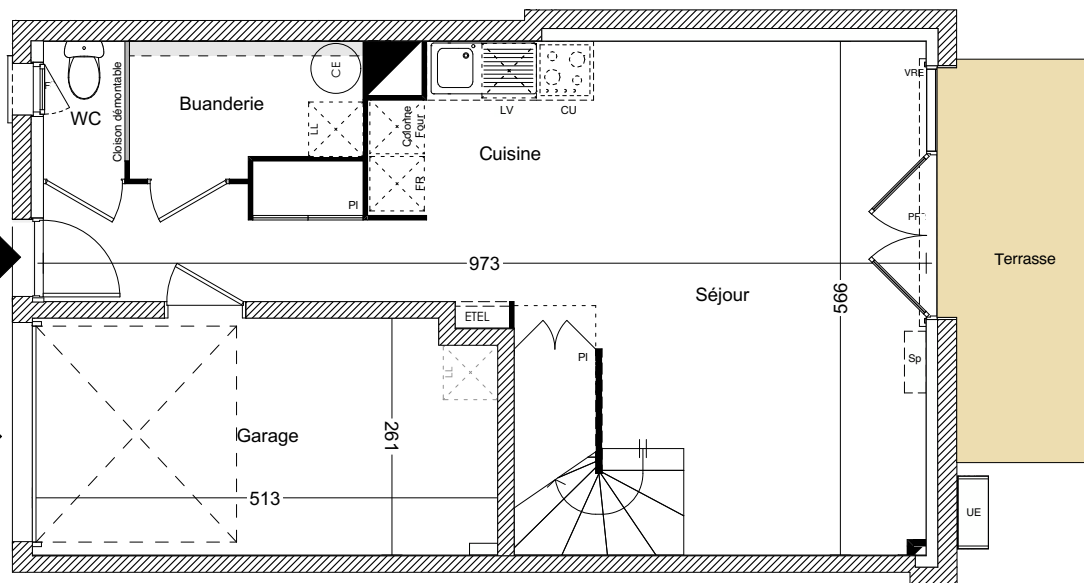 WC
F
Cloison démontable
Buanderie
CE
LL
Colonne
Four
FR
PI
LV
CU
Cuisine
VRE
Terrasse
973
Séjour
566
ETEL
PI
Sp
LL
Garage
261
513
UE